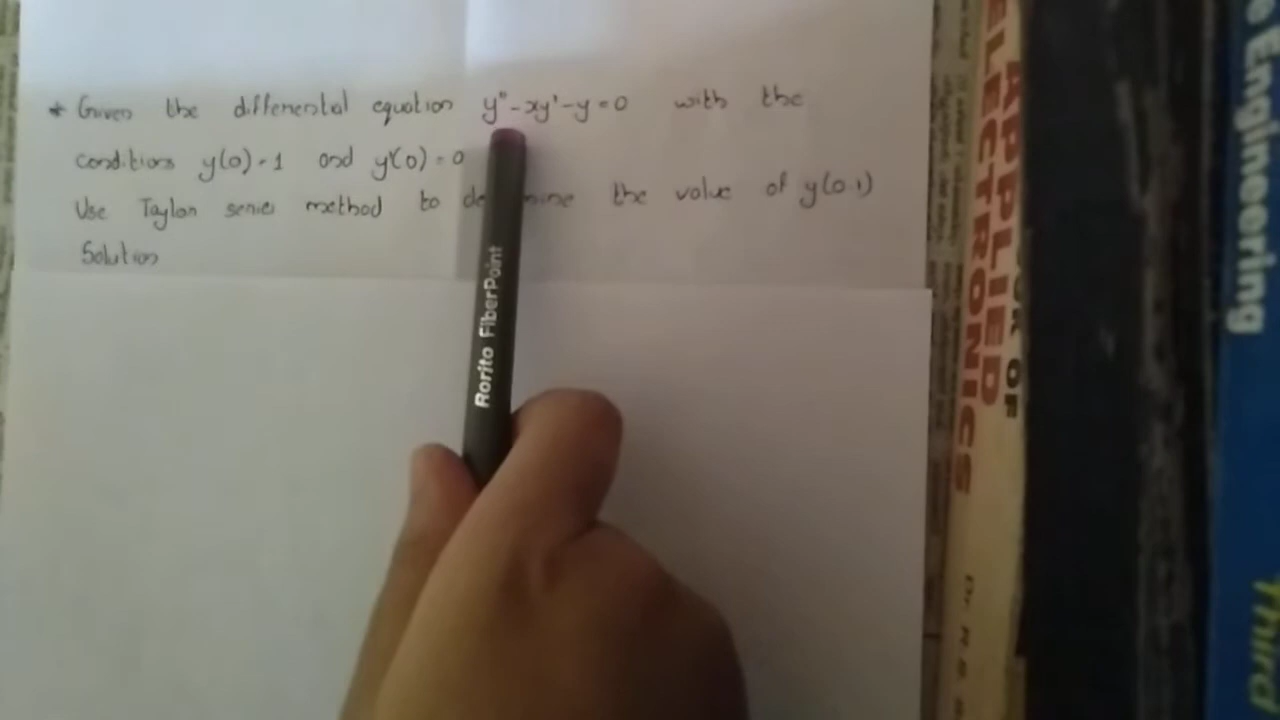 * Given the differential equation y" - xy' - y = 0 with the
conditions y(0) = 1 and y'(0) = 0
Use Taylor series method to the value of y(0.1)
Solution
Rorito FiberPoint
APPLIED
ELECTRONICS
OF
Engineering
Third